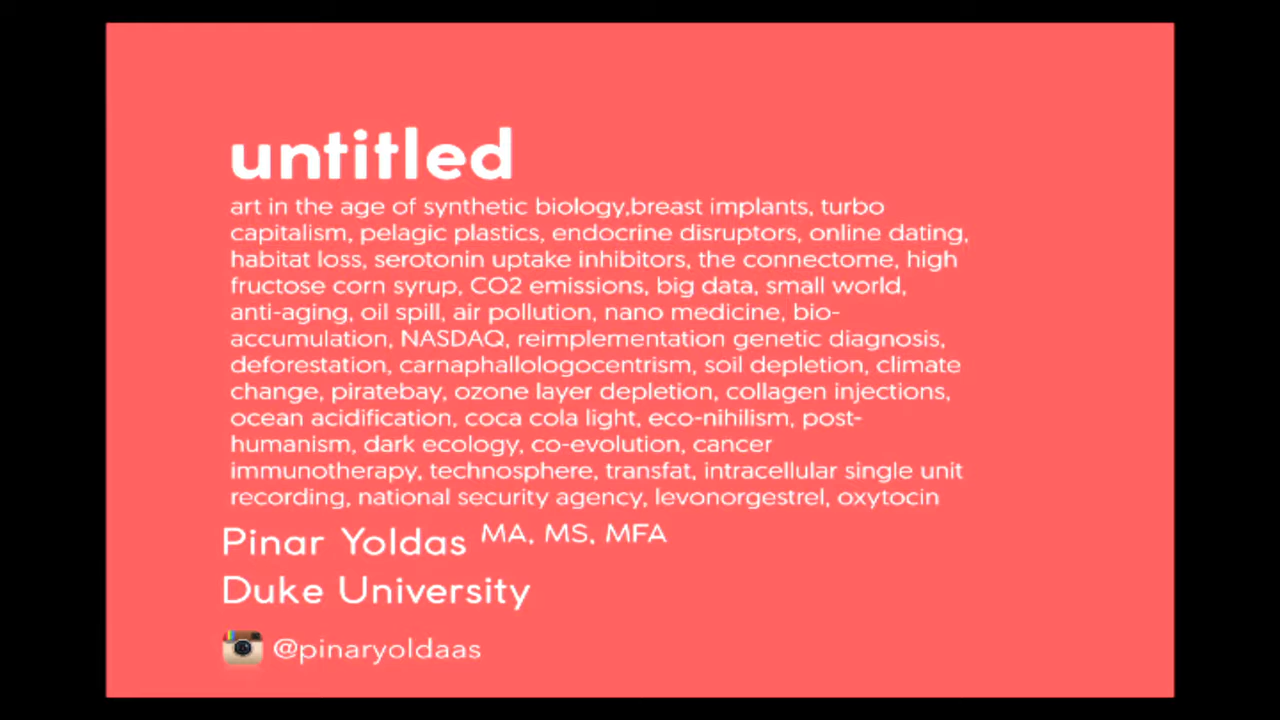 untitled
art in the age of synthetic biology,breast implants, turbo
capitalism, pelagic plastics, endocrine disruptors, online dating,
habitat loss, serotonin uptake inhibitors, the connectome, high
fructose corn syrup, CO2 emissions, big data, small world,
anti-aging, oil spill, air pollution, nano medicine, bio-
accumulation, NASDAQ, reimplementation genetic diagnosis,
deforestation, carnaphallologocentrism, soil depletion, climate
change, piratebay, ozone layer depletion, collagen injections,
ocean acidification, coca cola light, eco-nihilism, post-
humanism, dark ecology, co-evolution, cancer
immunotherapy, technosphere, transfat, intracellular single unit
recording, national security agency, levonorgestrel, oxytocin
Pinar Yoldas MA, MS, MFA
Duke University
@pinaryoldaas